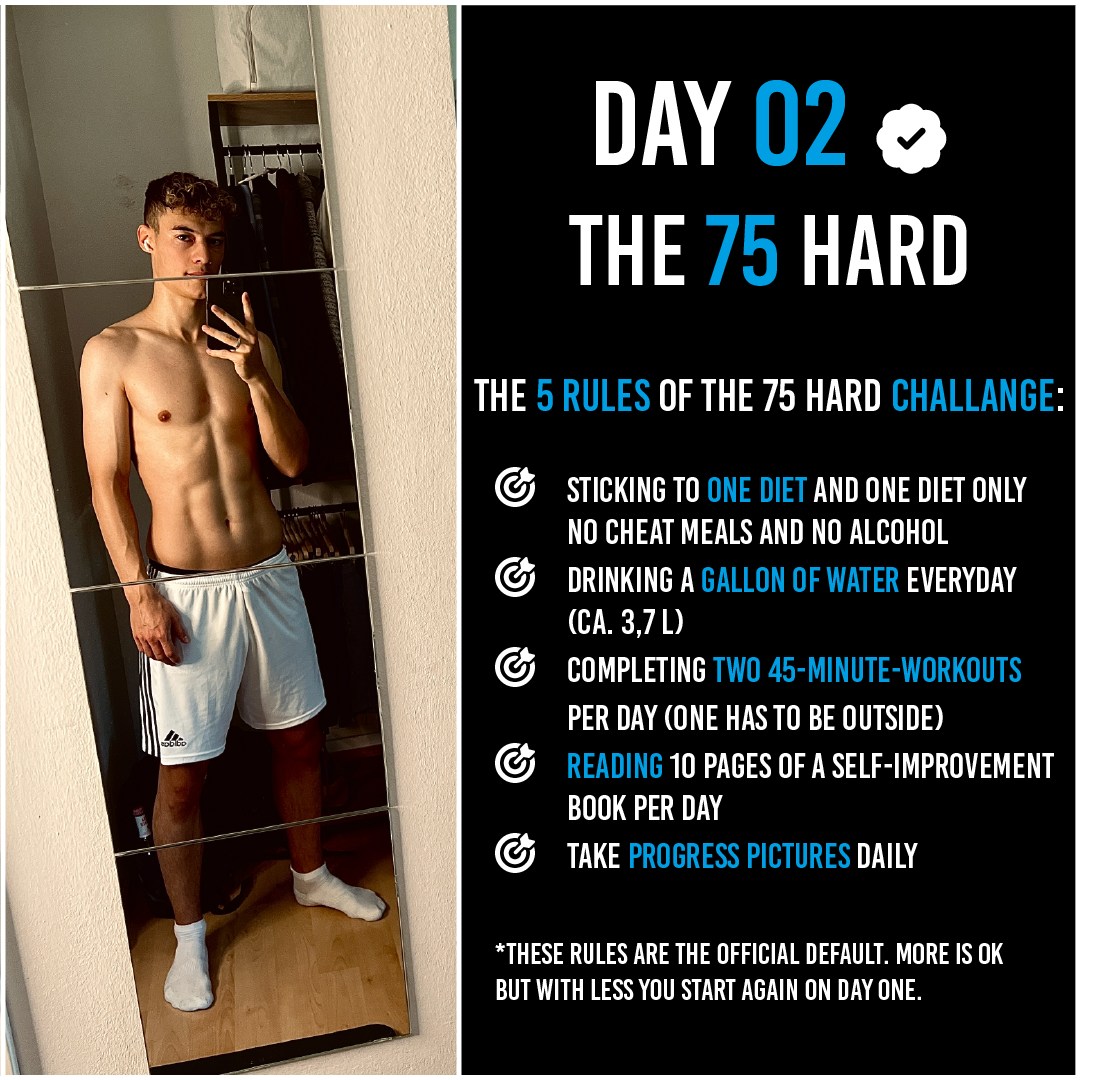 DAY 02
THE 75 HARD
THE 5 RULES OF THE 75 HARD CHALLANGE:
STICKING TO ONE DIET AND ONE DIET ONLY
NO CHEAT MEALS AND NO ALCOHOL
DRINKING A GALLON OF WATER EVERYDAY
(CA. 3,7 L)
COMPLETING TWO 45-MINUTE-WORKOUTS
PER DAY (ONE HAS TO BE OUTSIDE)
READING 10 PAGES OF A SELF-IMPROVEMENT
BOOK PER DAY
TAKE PROGRESS PICTURES DAILY
*THESE RULES ARE THE OFFICIAL DEFAULT. MORE IS OK
BUT WITH LESS YOU START AGAIN ON DAY ONE.
adidas